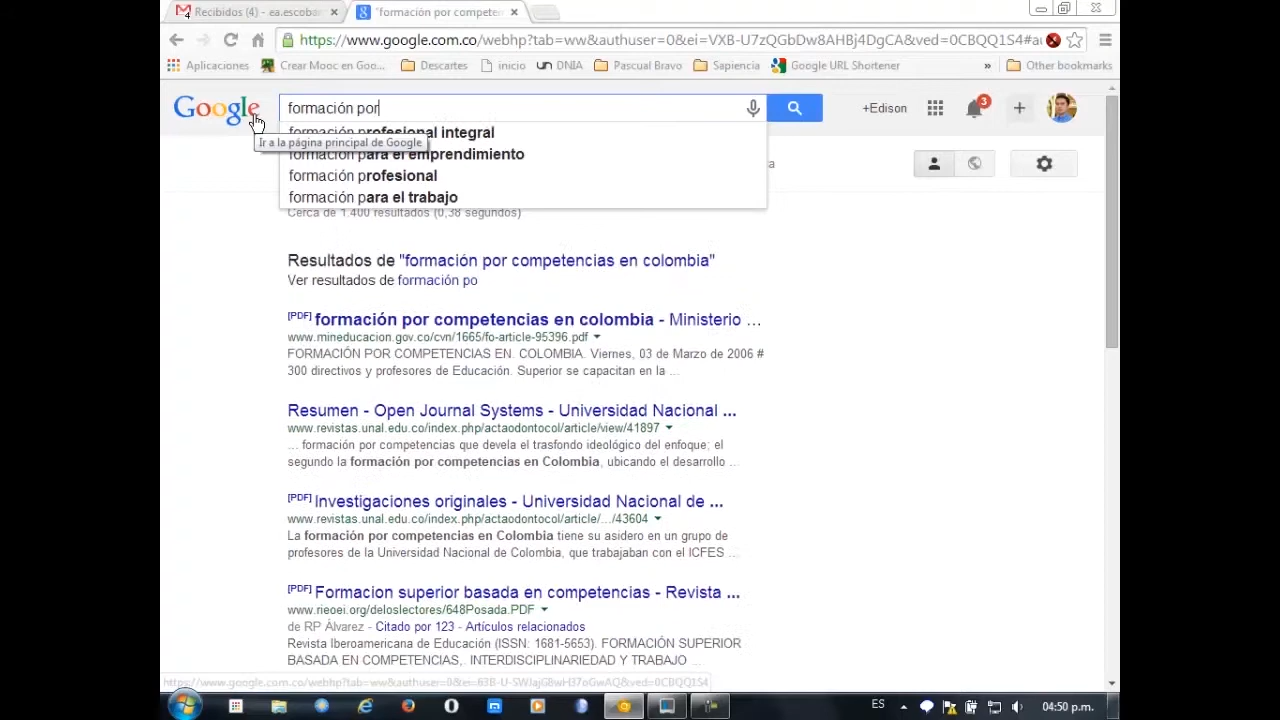 Recibidos (4) - ea.escobar
"formación por competen
https://www.google.com.co/webhp?tab=ww&authuser=0&ei=VXB-U7zQGbDw8AHBj4DgCA&ved=0CBQQ1S4#au
Aplicaciones
Crear Mooc en Goo...
Descartes
inicio
DNIA
Pascual Bravo
Sapiencia
Google URL Shortener
»
Other bookmarks
Google
formación por
+Edison
3
formación profesional integral
Ir a la página principal de Google
formación para el emprendimiento
formación profesional
formación para el trabajo
Cerca de 1.400 resultados (0,38 segundos)
Resultados de "formación por competencias en colombia"
Ver resultados de formación po
[PDF] formación por competencias en colombia - Ministerio ...
www.mineducacion.gov.co/cvn/1665/fo-article-95396.pdf
FORMACIÓN POR COMPETENCIAS EN. COLOMBIA. Viernes, 03 de Marzo de 2006 #
300 directivos y profesores de Educación. Superior se capacitan en la ...
Resumen - Open Journal Systems - Universidad Nacional ...
www.revistas.unal.edu.co/index.php/actaodontocol/article/view/41897
... formación por competencias que devela el trasfondo ideológico del enfoque; el
segundo la formación por competencias en Colombia, ubicando el desarrollo ...
[PDF] Investigaciones originales - Universidad Nacional de ...
www.revistas.unal.edu.co/index.php/actaodontocol/article/.../43604
La formación por competencias en Colombia tiene su asidero en un grupo de
profesores de la Universidad Nacional de Colombia, que trabajaban con el ICFES ...
[PDF] Formacion superior basada en competencias - Revista ...
www.rieoei.org/deloslectores/648Posada.PDF
de RP Álvarez - Citado por 123 - Artículos relacionados
Revista Iberoamericana de Educación (ISSN: 1681-5653). FORMACIÓN SUPERIOR
BASADA EN COMPETENCIAS, INTERDISCIPLINARIEDAD Y TRABAJO ...
ES
04:50 p.m.